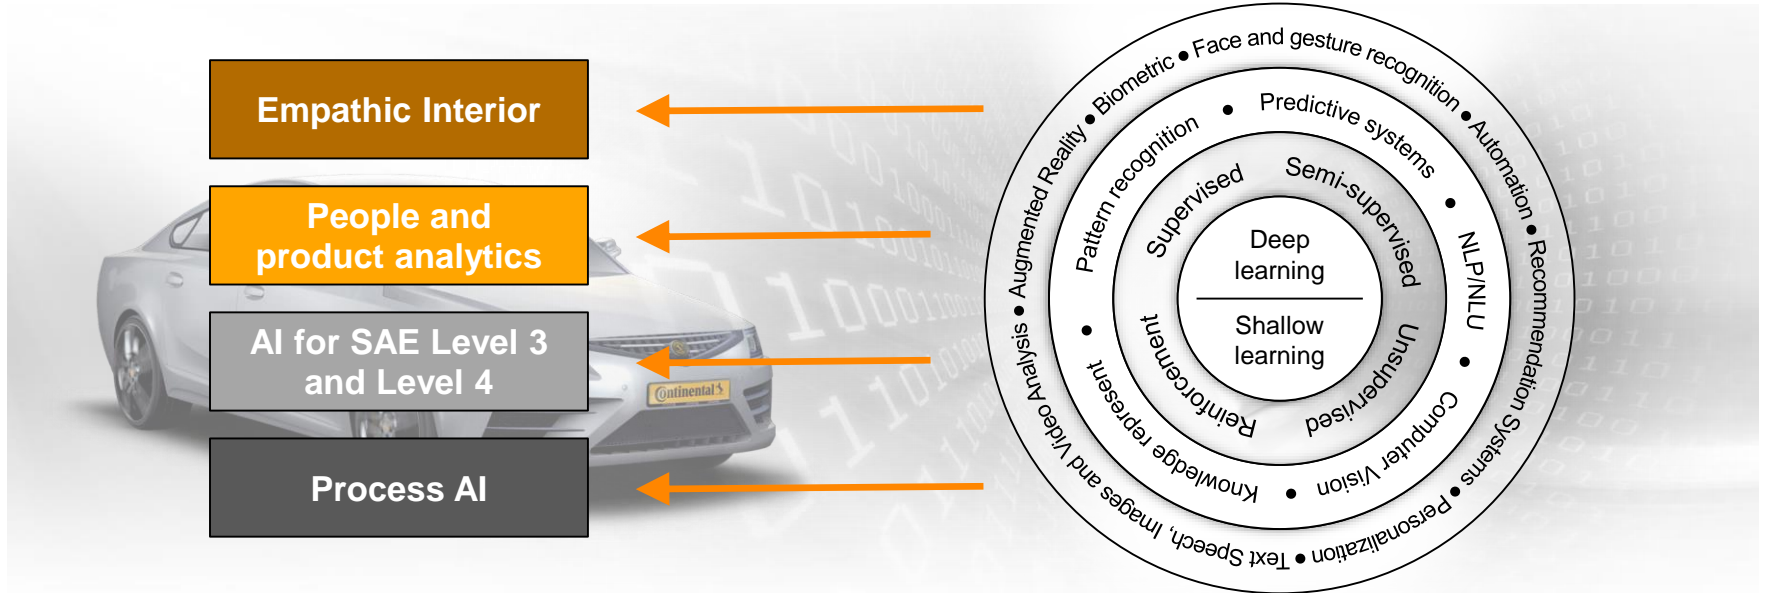 Empathic Interior
People and
product analytics
AI for SAE Level 3
and Level 4
Process AI
Continental
Augmented Reality • Biometric • Face and gesture recognition • Automation • Recommendation Systems • Personalization • Text Speech, Images and Video Analysis •
Pattern recognition • Predictive systems • NLP/NLU • Computer Vision • Knowledge represent •
Supervised
Semi-supervised
Unsupervised
Reinforcement
Deep
learning
Shallow
learning